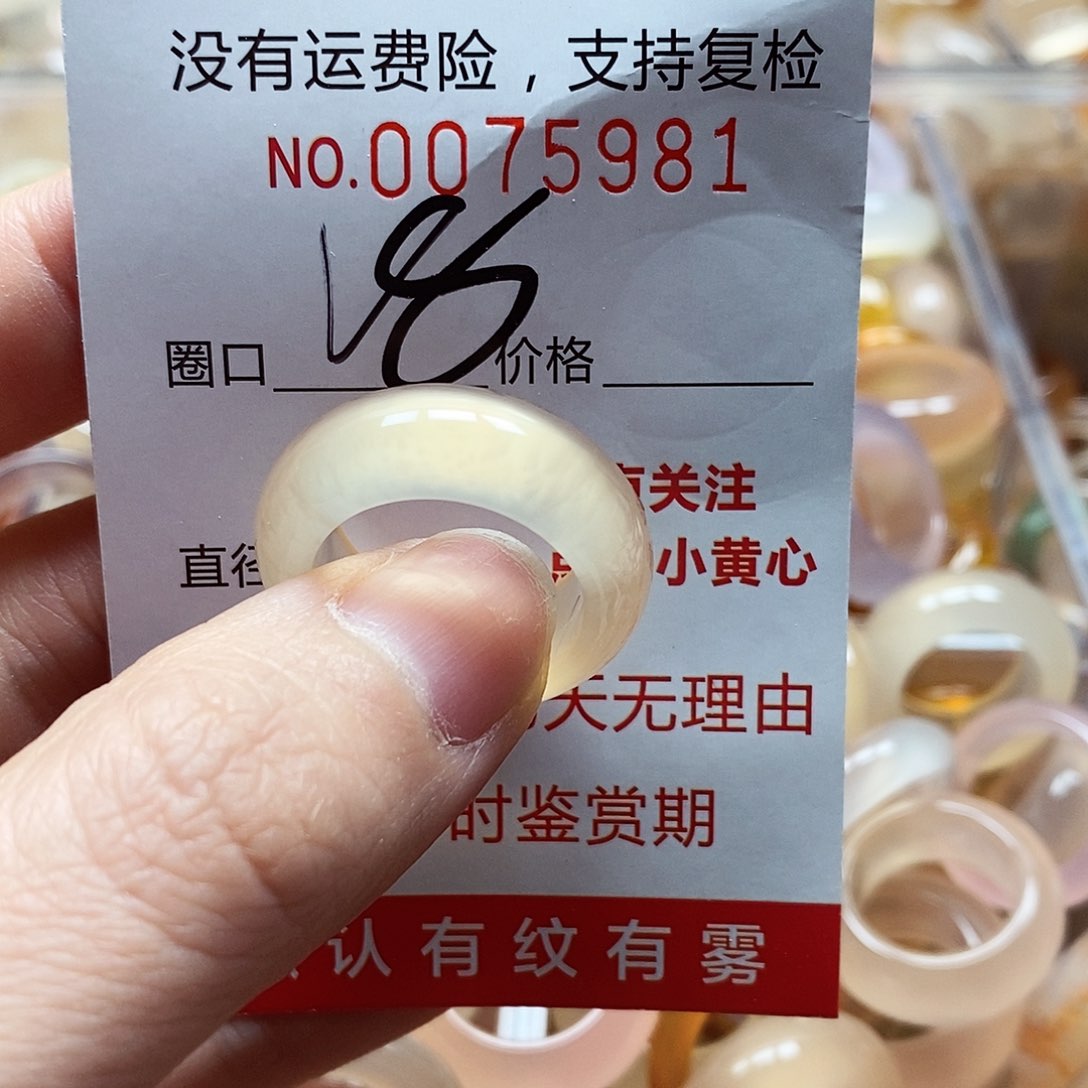 没有运费险，支持复检
NO.0075981
圈口 18 价格
关注
直径 小黄心
天无理由
时鉴赏期
认有纹有雾